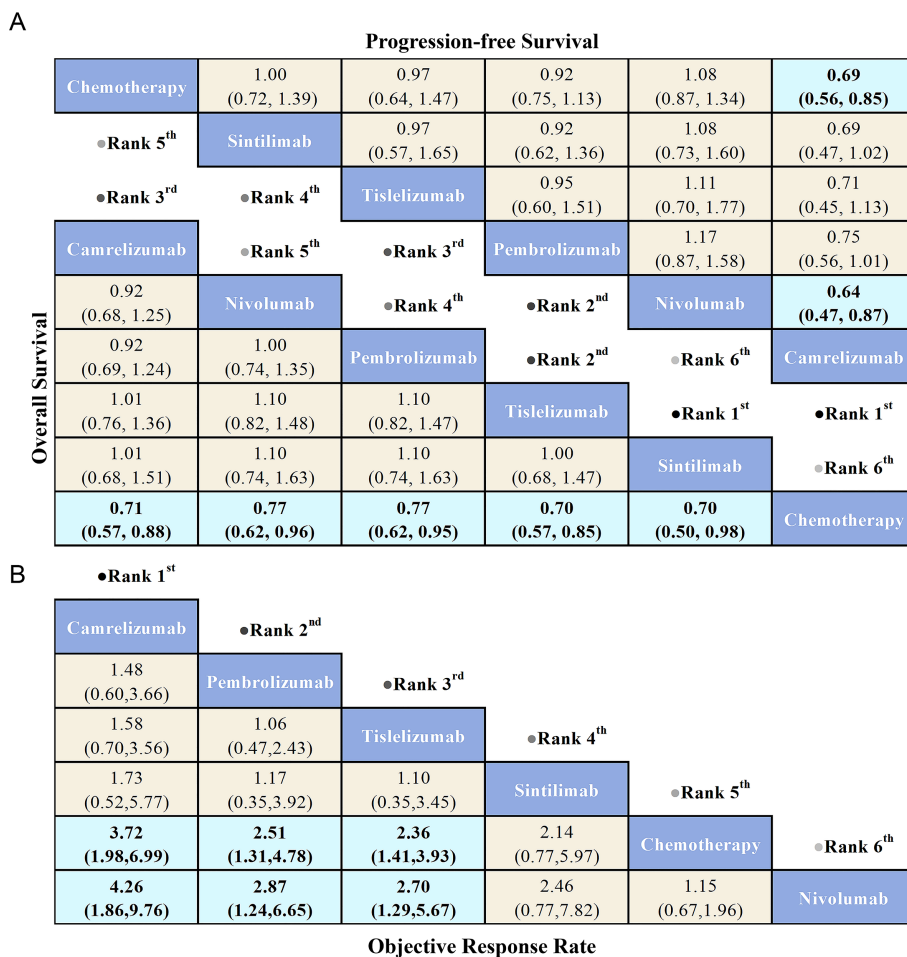 A
Progression-free Survival
Chemotherapy 1.00 0.97 0.92 1.08 0.69
(0.72, 1.39) (0.64, 1.47) (0.75, 1.13) (0.87, 1.34) (0.56, 0.85)
●Rank 5th Sintilimab 0.97 0.92 1.08 0.69
(0.57, 1.65) (0.62, 1.36) (0.73, 1.60) (0.47, 1.02)
●Rank 3rd ●Rank 4th Tislelizumab 0.95 1.11 0.71
(0.60, 1.51) (0.70, 1.77) (0.45, 1.13)
Camrelizumab ●Rank 5th ●Rank 3rd Pembrolizumab 1.17 0.75
(0.87, 1.58) (0.56, 1.01)
0.92 Nivolumab ●Rank 4th ●Rank 2nd Nivolumab 0.64
(0.68, 1.25) (0.47, 0.87)
0.92 1.00 Pembrolizumab ●Rank 2nd ●Rank 6th Camrelizumab
(0.69, 1.24) (0.74, 1.35)
1.01 1.10 1.10 Tislelizumab ●Rank 1st ●Rank 1st
(0.76, 1.36) (0.82, 1.48) (0.82, 1.47)
1.01 1.10 1.10 1.00 Sintilimab ●Rank 6th
(0.68, 1.51) (0.74, 1.63) (0.74, 1.63) (0.68, 1.47)
0.71 0.77 0.77 0.70 0.70 Chemotherapy
(0.57, 0.88) (0.62, 0.96) (0.62, 0.95) (0.57, 0.85) (0.50, 0.98)
Overall Survival
B
●Rank 1st
Camrelizumab ●Rank 2nd
1.48 Pembrolizumab ●Rank 3rd
(0.60,3.66)
1.58 1.06 Tislelizumab ●Rank 4th
(0.70,3.56) (0.47,2.43)
1.73 1.17 1.10 Sintilimab ●Rank 5th
(0.52,5.77) (0.35,3.92) (0.35,3.45)
3.72 2.51 2.36 2.14 Chemotherapy ●Rank 6th
(1.98,6.99) (1.31,4.78) (1.41,3.93) (0.77,5.97)
4.26 2.87 2.70 2.46 1.15 Nivolumab
(1.86,9.76) (1.24,6.65) (1.29,5.67) (0.77,7.82) (0.67,1.96)
Objective Response Rate